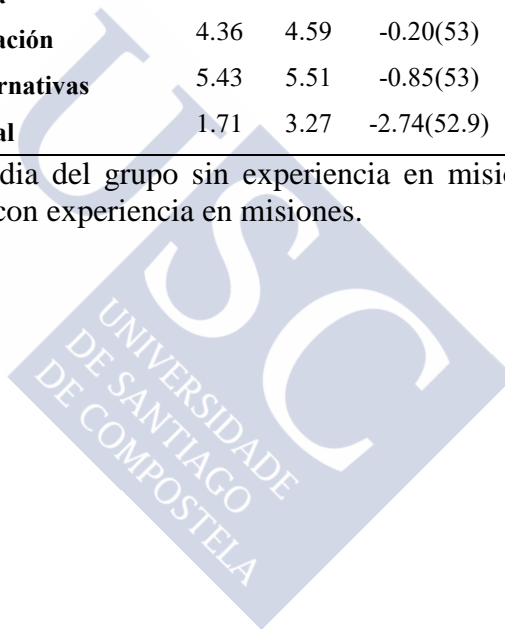 ación 4.36 4.59 -0.20(53)
rnativas 5.43 5.51 -0.85(53)
al 1.71 3.27 -2.74(52.9)
dia del grupo sin experiencia en misio
con experiencia en misiones.
USC
UNIVERSIDADE
DE SANTIAGO
DE COMPOSTELA